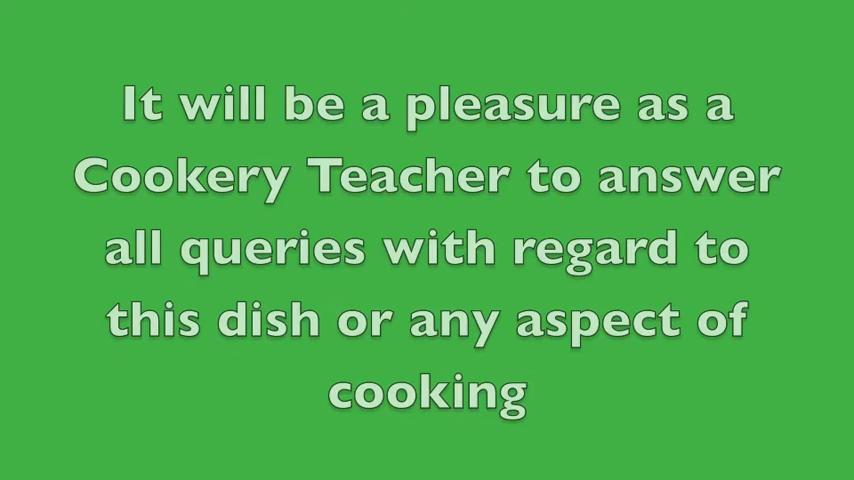 It will be a pleasure as a
Cookery Teacher to answer
all queries with regard to
this dish or any aspect of
cooking